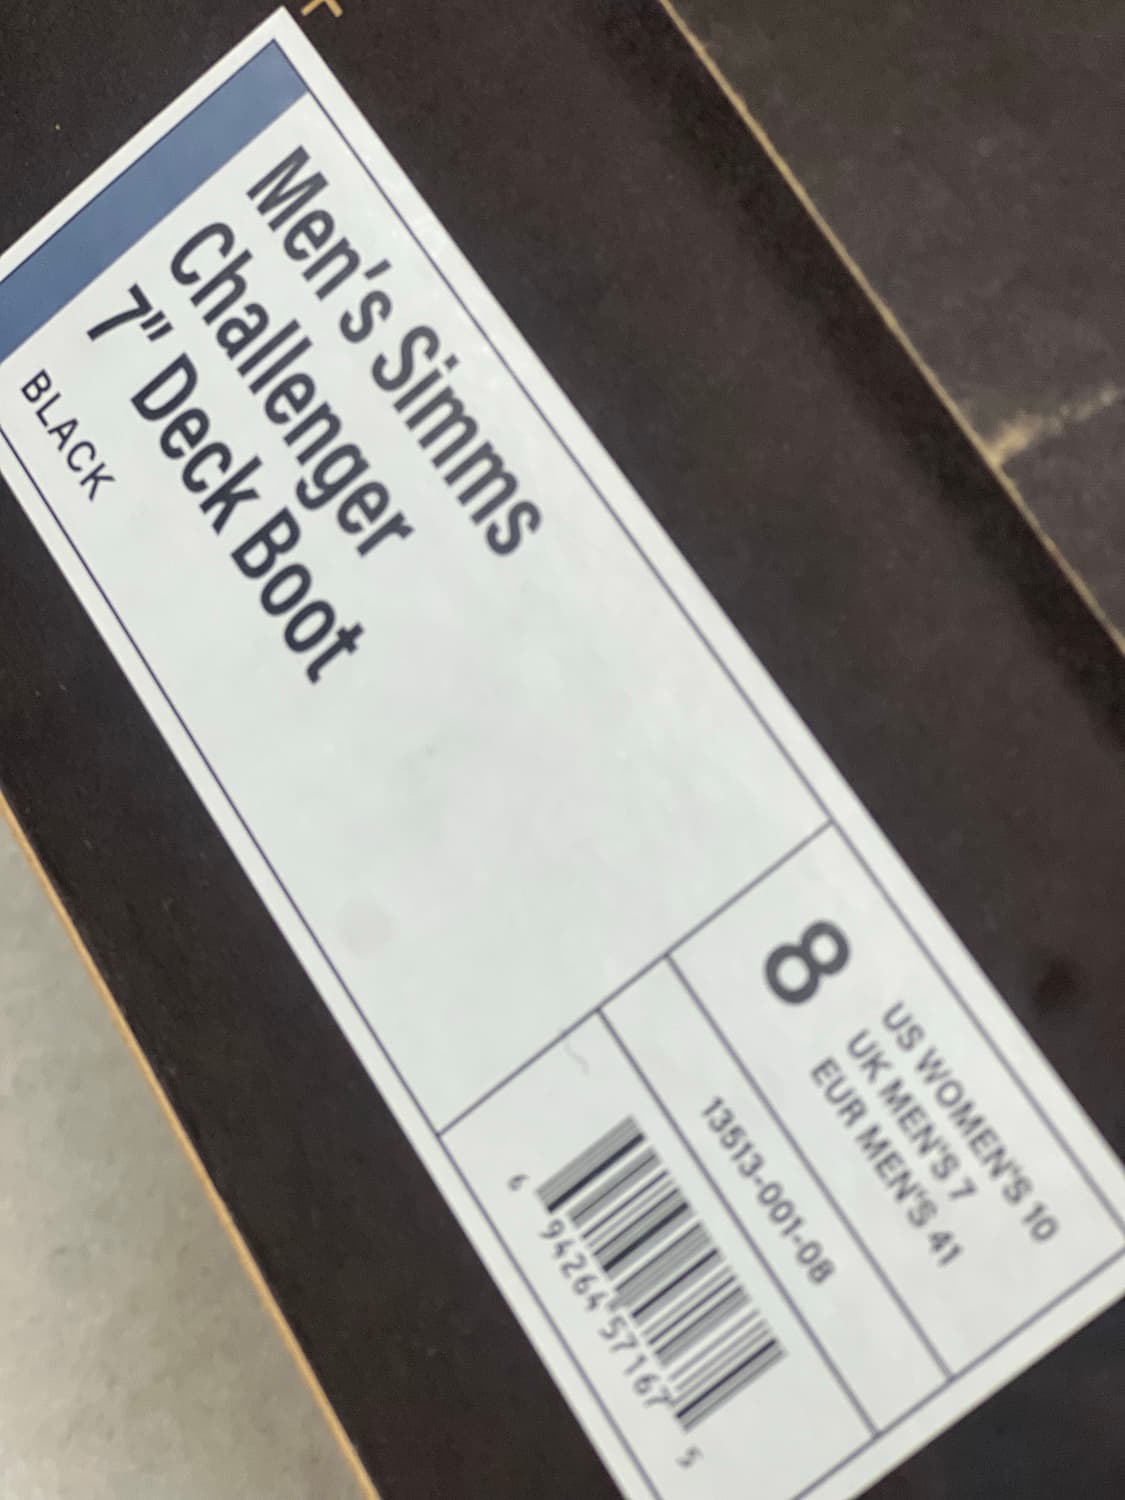 Men's Simms
Challenger
7" Deck Boot
BLACK
8
US WOMEN'S 10
UK MEN'S 7
EUR MEN'S 41
13513-001-08
6 94264 57167 5